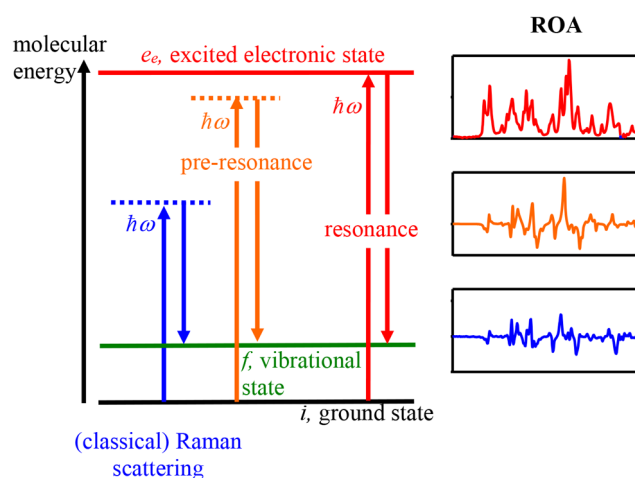 ROA
molecular
energy
e_e, excited electronic state
ħω
ħω
pre-resonance
ħω
resonance
f, vibrational
state
i, ground state
(classical) Raman
scattering